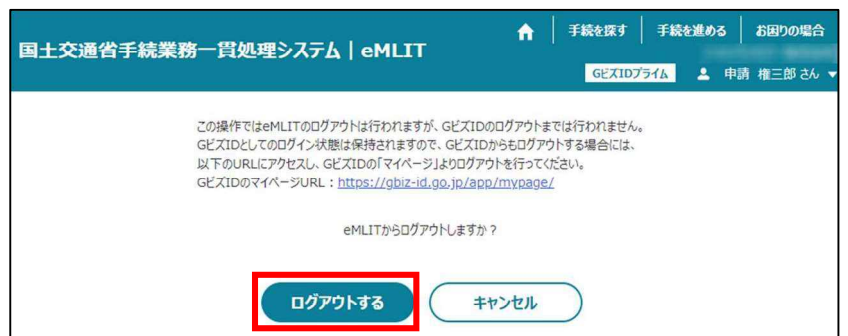 国土交通省手続業務一貫処理システム | eMLIT
手続を探す
手続を進める
お困りの場合
GビズIDプライム
申請 権三郎 さん ▼
この操作ではeMLITのログアウトは行われますが、GビズIDのログアウトまでは行われません。
GビズIDとしてのログイン状態は保持されますので、GビズIDからもログアウトする場合には、
以下のURLにアクセスし、GビズIDの「マイページ」よりログアウトを行ってください。
GビズIDのマイページURL：https://gbiz-id.go.jp/app/mypage/
eMLITからログアウトしますか？
ログアウトする
キャンセル